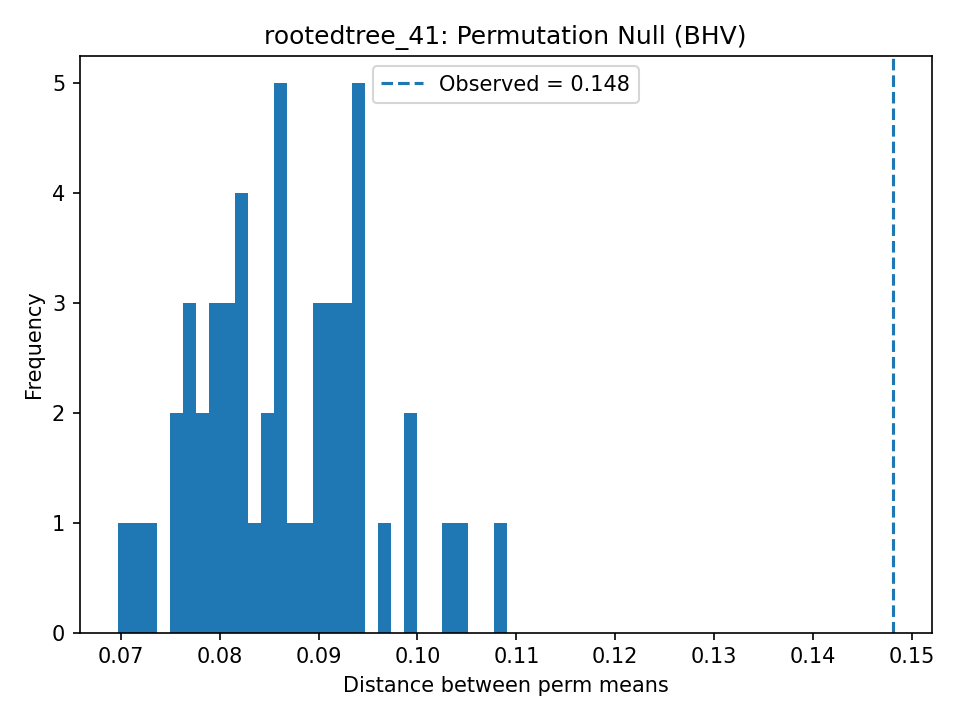 rootedtree_41: Permutation Null (BHV)
Observed = 0.148
Frequency
5
4
3
2
1
0
0.07 0.08 0.09 0.10 0.11 0.12 0.13 0.14 0.15
Distance between perm means